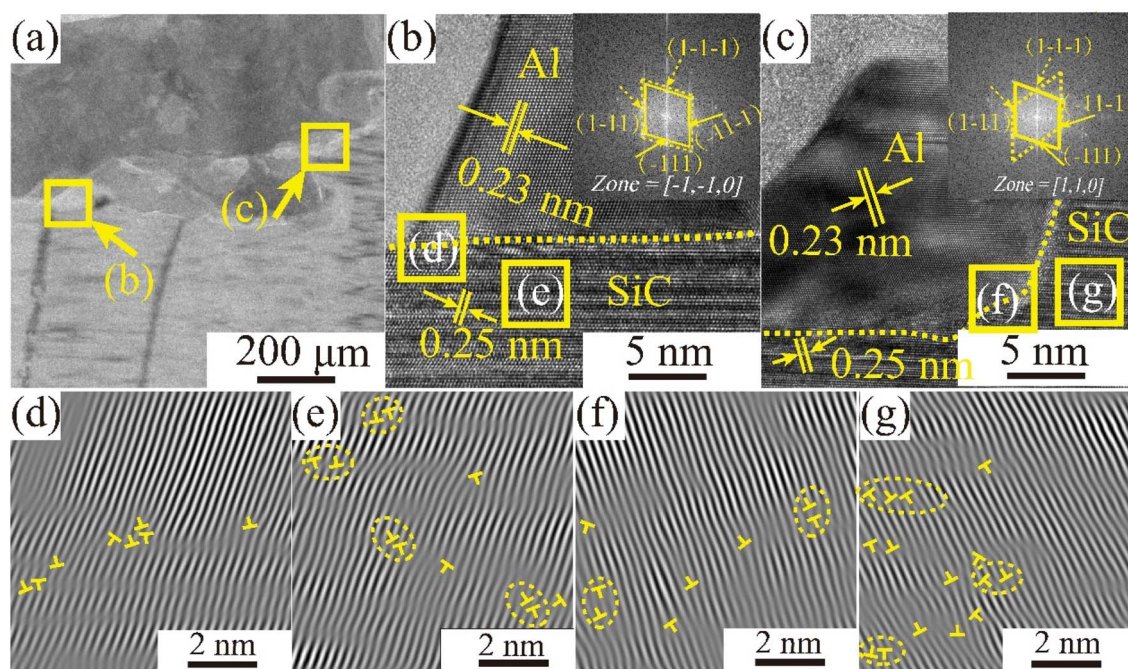 (a)
(b)
(c)
200 μm
(b)
Al
0.23 nm
(d)
(e)
SiC
0.25 nm
5 nm
(1-1-1)
(1-11)
(-11-1)
(-111)
Zone = [-1,-1,0]
(c)
Al
0.23 nm
SiC
(f)
(g)
0.25 nm
5 nm
(1-1-1)
(1-11)
11-1
(-111)
Zone = [1,1,0]
(d)
2 nm
(e)
2 nm
(f)
2 nm
(g)
2 nm